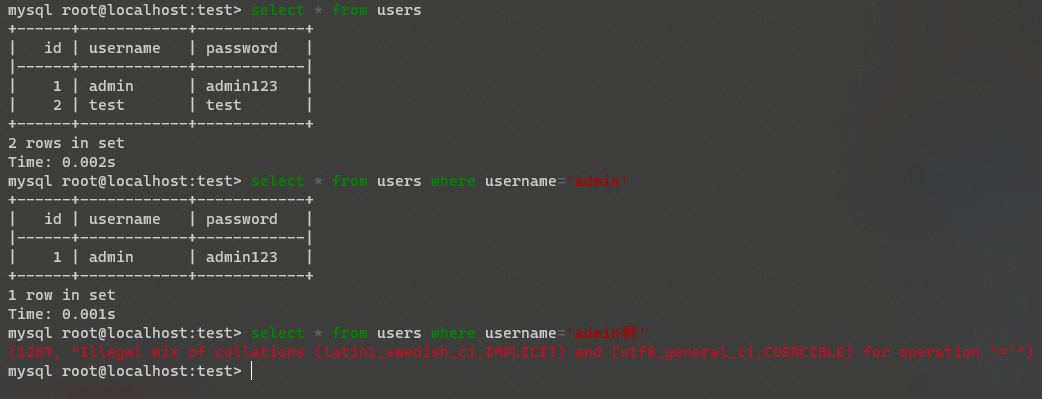 mysql root@localhost:test> select * from users
+------+------------+------------+
|   id | username   | password   |
|------+------------+------------|
|    1 | admin      | admin123   |
|    2 | test       | test       |
+------+------------+------------+
2 rows in set
Time: 0.002s
mysql root@localhost:test> select * from users where username='admin'
+------+------------+------------+
|   id | username   | password   |
|------+------------+------------|
|    1 | admin      | admin123   |
+------+------------+------------+
1 row in set
Time: 0.001s
mysql root@localhost:test> select * from users where username='admin啊'
(1267, "Illegal mix of collations (latin1_swedish_ci,IMPLICIT) and (utf8_general_ci,COERCIBLE) for operation '='")
mysql root@localhost:test>